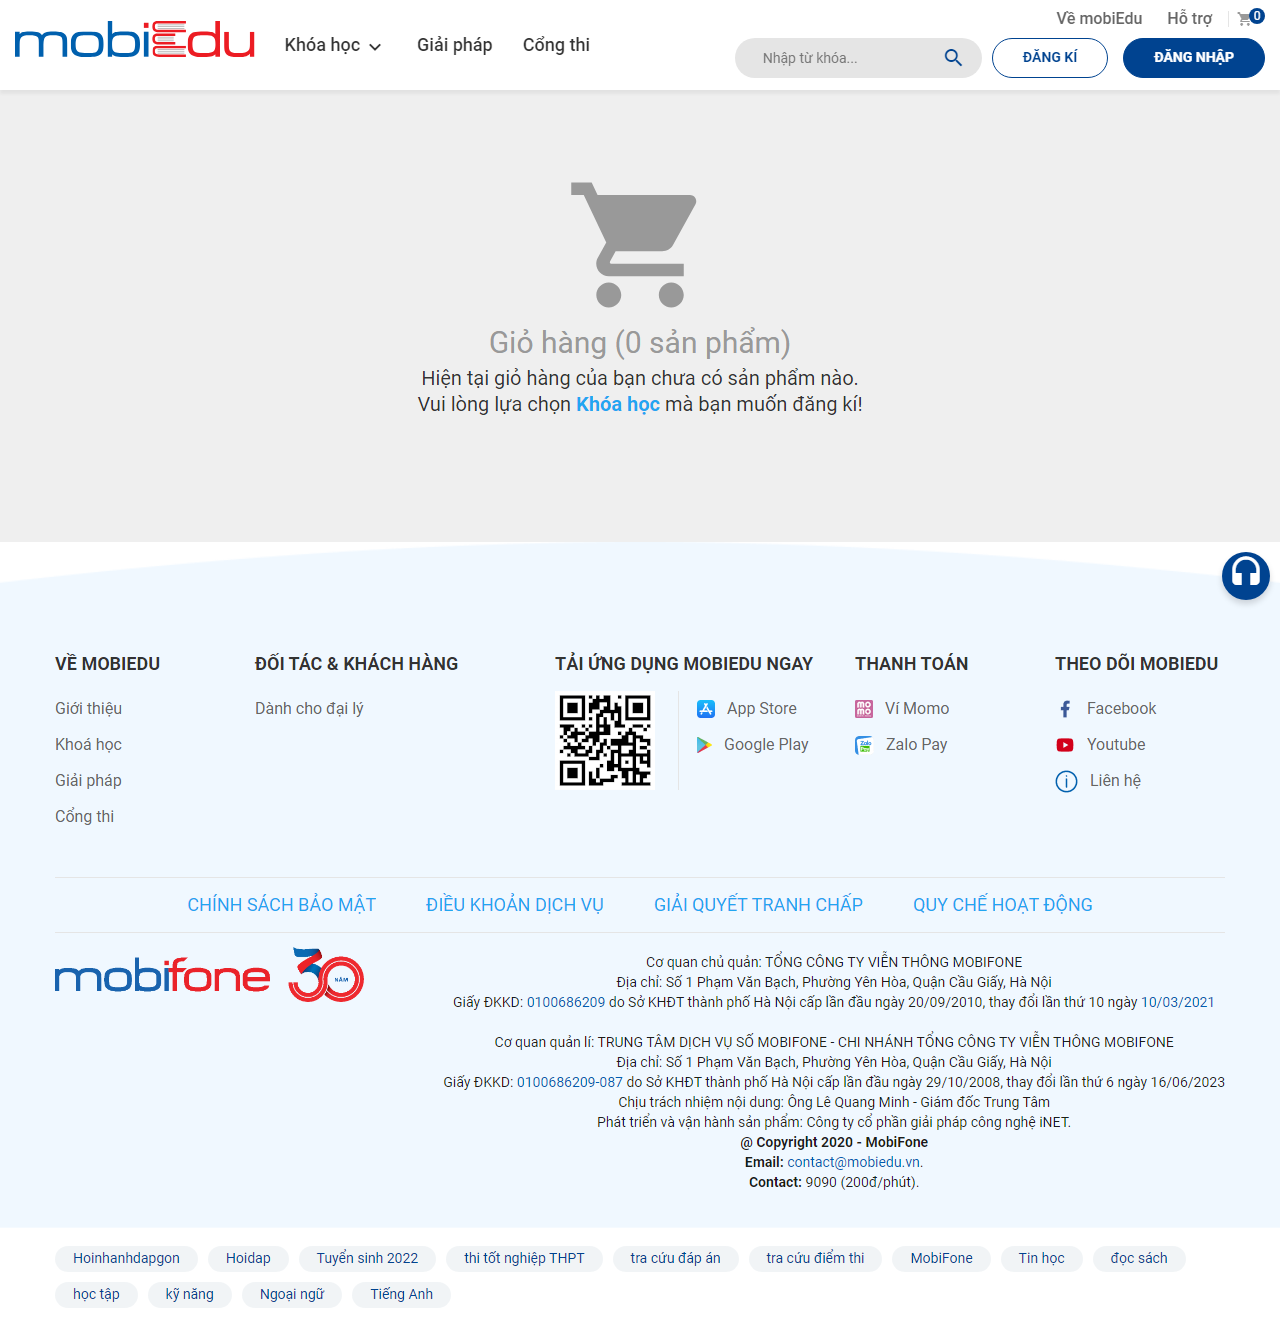 Về mobiEdu Hỗ trợ 0
mobiEdu Khóa học Giải pháp Cổng thi Nhập từ khóa... ĐĂNG KÍ ĐĂNG NHẬP
Giỏ hàng (0 sản phẩm)
Hiện tại giỏ hàng của bạn chưa có sản phẩm nào.
Vui lòng lựa chọn Khóa học mà bạn muốn đăng kí!
VỀ MOBIEDU
Giới thiệu
Khoá học
Giải pháp
Cổng thi
ĐỐI TÁC & KHÁCH HÀNG
Dành cho đại lý
TẢI ỨNG DỤNG MOBIEDU NGAY
App Store
Google Play
THANH TOÁN
Ví Momo
Zalo Pay
THEO DÕI MOBIEDU
Facebook
Youtube
Liên hệ
CHÍNH SÁCH BẢO MẬT ĐIỀU KHOẢN DỊCH VỤ GIẢI QUYẾT TRANH CHẤP QUY CHẾ HOẠT ĐỘNG
mobifone 30 NĂM
Cơ quan chủ quản: TỔNG CÔNG TY VIỄN THÔNG MOBIFONE
Địa chỉ: Số 1 Phạm Văn Bạch, Phường Yên Hòa, Quận Cầu Giấy, Hà Nội
Giấy ĐKKD: 0100686209 do Sở KHĐT thành phố Hà Nội cấp lần đầu ngày 20/09/2010, thay đổi lần thứ 10 ngày 10/03/2021
Cơ quan quản lí: TRUNG TÂM DỊCH VỤ SỐ MOBIFONE - CHI NHÁNH TỔNG CÔNG TY VIỄN THÔNG MOBIFONE
Địa chỉ: Số 1 Phạm Văn Bạch, Phường Yên Hòa, Quận Cầu Giấy, Hà Nội
Giấy ĐKKD: 0100686209-087 do Sở KHĐT thành phố Hà Nội cấp lần đầu ngày 29/10/2008, thay đổi lần thứ 6 ngày 16/06/2023
Chịu trách nhiệm nội dung: Ông Lê Quang Minh - Giám đốc Trung Tâm
Phát triển và vận hành sản phẩm: Công ty cổ phần giải pháp công nghệ iNET.
@ Copyright 2020 - MobiFone
Email: contact@mobiedu.vn.
Contact: 9090 (200đ/phút).
Hoinhanhdapgon Hoidap Tuyển sinh 2022 thi tốt nghiệp THPT tra cứu đáp án tra cứu điểm thi MobiFone Tin học đọc sách
học tập kỹ năng Ngoại ngữ Tiếng Anh